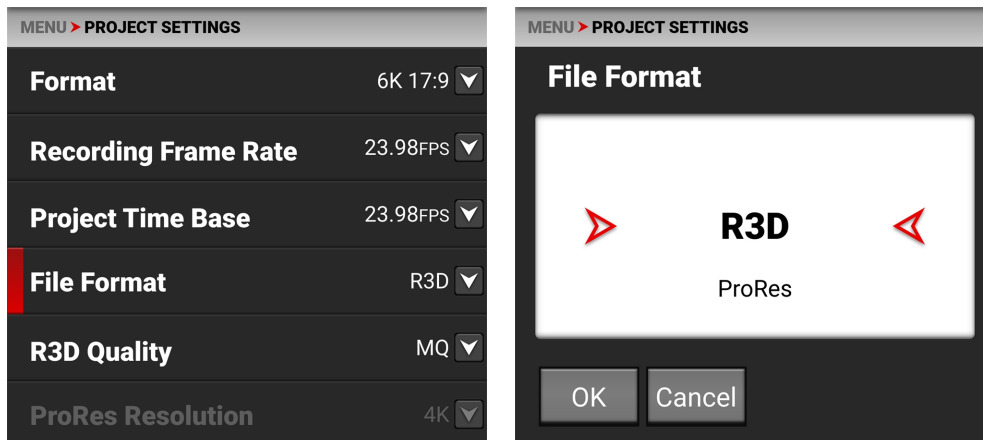 MENU PROJECT SETTINGS
Format 6K 17:9
Recording Frame Rate 23.98FPS
Project Time Base 23.98FPS
File Format R3D
R3D Quality MQ
ProRes Resolution 4K
MENU PROJECT SETTINGS
File Format
R3D
ProRes
OK Cancel